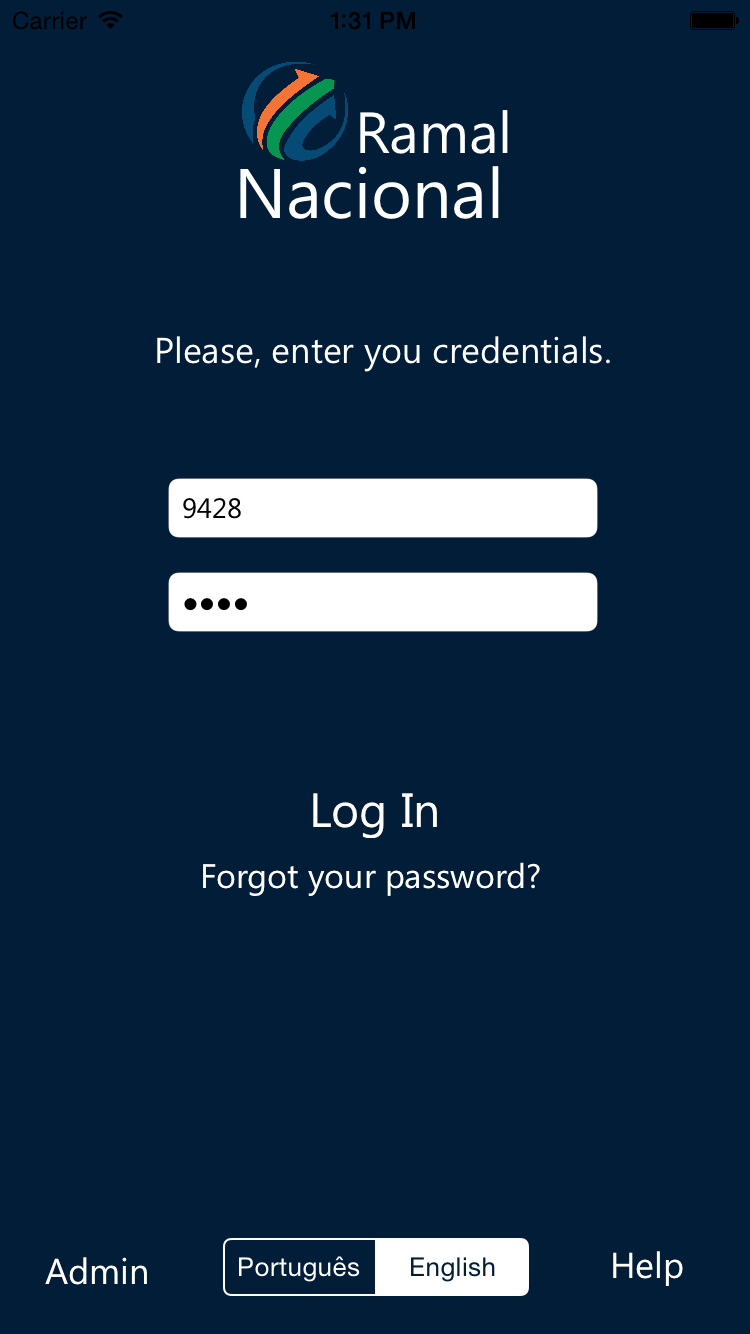 Carrier 1:31 PM
Ramal
Nacional
Please, enter you credentials.
9428
••••
Log In
Forgot your password?
Admin Português English Help